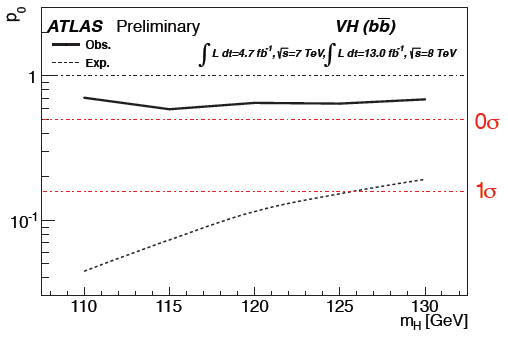 ATLAS Preliminary VH (bb̅)
Obs.
∫ L dt=4.7 fb⁻¹, √s=7 TeV, ∫ L dt=13.0 fb⁻¹, √s=8 TeV
Exp.
p₀
1
0σ
1σ
10⁻¹
110 115 120 125 130
m_H [GeV]